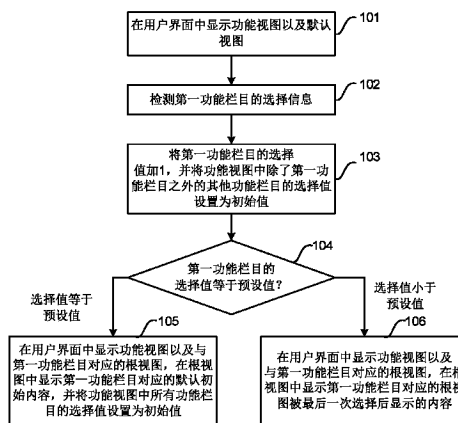 在用户界面中显示功能视图以及默认
视图
101
检测第一功能栏目的选择信息
102
将第一功能栏目的选择
值加1，并将功能视图中除了第一功
能栏目之外的其他功能栏目的选择值
设置为初始值
103
第一功能栏目的
选择值等于预设值？
104
选择值等于
预设值
选择值小于
预设值
105
在用户界面中显示功能视图以及与
第一功能栏目对应的根视图，在根
视图中显示第一功能栏目对应的默认初
始内容，并将功能视图中所有功能栏
目的选择值设置为初始值
106
在用户界面中显示功能视图以及
与第一功能栏目对应的根视图，在根
视图中显示第一功能栏目对应的根视
图被最后一次选择后显示的内容